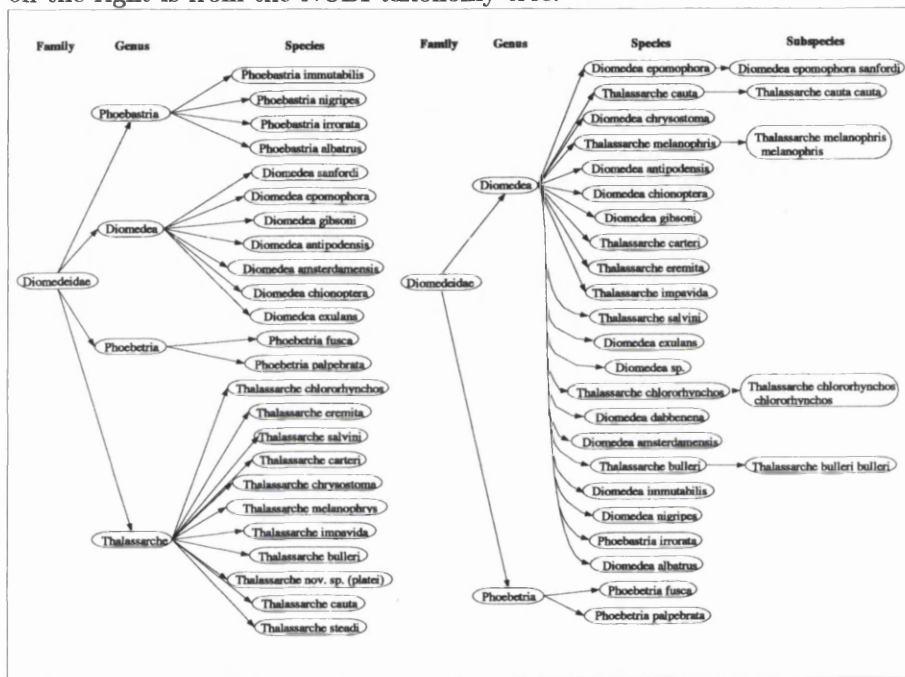 on the right is from the NCBI taxonomy tree.
Family Genus Species
Phoebastria immutabilis
Phoebastria nigripes
Phoebastria
Phoebastria irrorata
Phoebastria albatrus
Diomedea sanfordi
Diomedea epomophora
Diomedea gibsoni
Diomedea
Diomedea antipodensis
Diomedea amsterdamensis
Diomedeidae
Diomedea chionoptera
Diomedea exulans
Phoebetria
Phoebetria fusca
Phoebetria palpebrata
Thalassarche chlororhynchos
Thalassarche eremita
Thalassarche salvini
Thalassarche carteri
Thalassarche chrysostoma
Thalassarche melanophrys
Thalassarche impavida
Thalassarche
Thalassarche bulleri
Thalassarche nov. sp. (platei)
Thalassarche cauta
Thalassarche steadi
Family Genus Species Subspecies
Diomedea epomophora Diomedea epomophora sanfordi
Thalassarche cauta Thalassarche cauta cauta
Diomedea chrysostoma
Thalassarche melanophris Thalassarche melanophris
melanophris
Diomedea antipodensis
Diomedea
Diomedea chionoptera
Diomedea gibsoni
Thalassarche carteri
Thalassarche eremita
Diomedeidae
Thalassarche impavida
Thalassarche salvini
Diomedea exulans
Diomedea sp.
Thalassarche chlororhynchos Thalassarche chlororhynchos
chlororhynchos
Diomedea dabbenena
Diomedea amsterdamensis
Thalassarche bulleri Thalassarche bulleri bulleri
Diomedea immutabilis
Diomedea nigripes
Phoebastria irrorata
Diomedea albatrus
Phoebetria
Phoebetria fusca
Phoebetria palpebrata